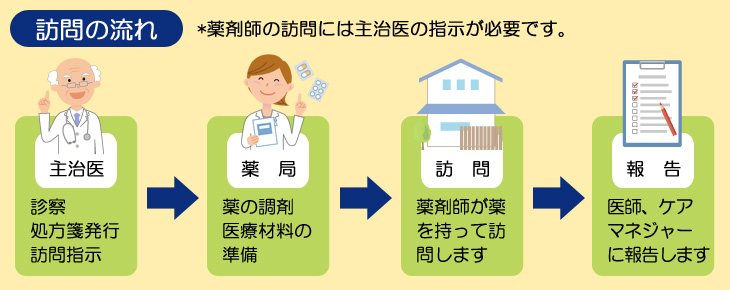 訪問の流れ
*薬剤師の訪問には主治医の指示が必要です。
主治医
診察
処方箋発行
訪問指示
薬　局
薬の調剤
医療材料の
準備
訪　問
薬剤師が薬
を持って訪
問します
報　告
医師、ケア
マネジャー
に報告します